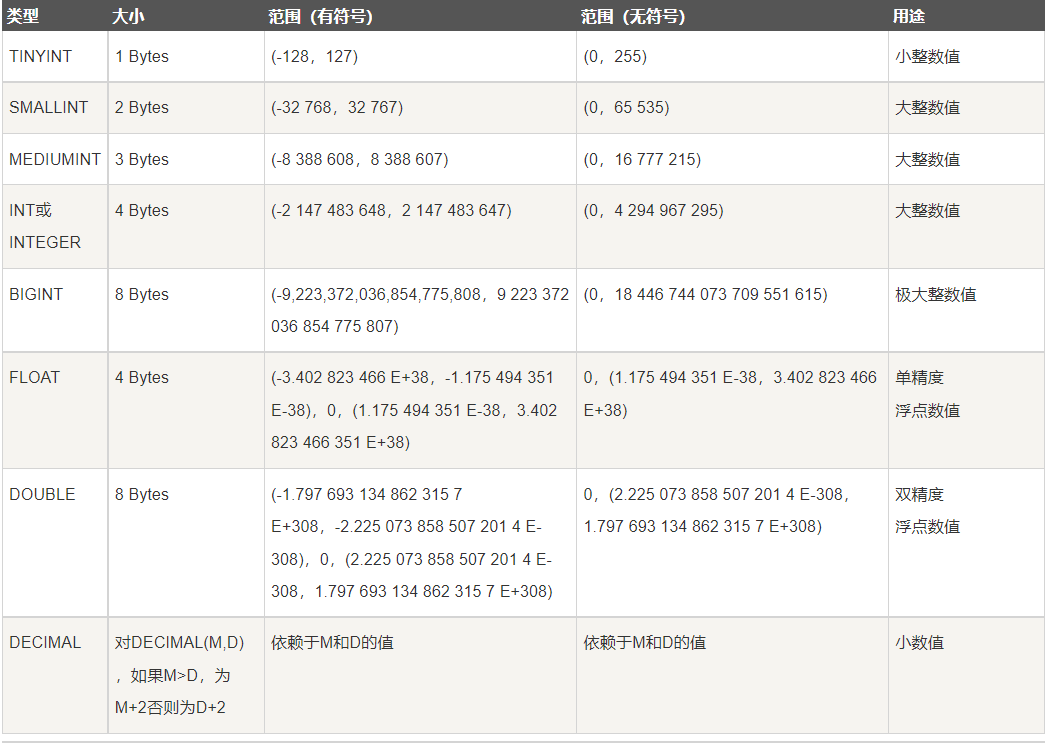 类型 大小 范围（有符号） 范围（无符号） 用途
TINYINT 1 Bytes (-128，127) (0，255) 小整数值
SMALLINT 2 Bytes (-32 768，32 767) (0，65 535) 大整数值
MEDIUMINT 3 Bytes (-8 388 608，8 388 607) (0，16 777 215) 大整数值
INT或 4 Bytes (-2 147 483 648，2 147 483 647) (0，4 294 967 295) 大整数值
INTEGER
BIGINT 8 Bytes (-9,223,372,036,854,775,808，9 223 372 (0，18 446 744 073 709 551 615) 极大整数值
036 854 775 807)
FLOAT 4 Bytes (-3.402 823 466 E+38，-1.175 494 351 0，(1.175 494 351 E-38，3.402 823 466 单精度
E-38)，0，(1.175 494 351 E-38，3.402 E+38) 浮点数值
823 466 351 E+38)
DOUBLE 8 Bytes (-1.797 693 134 862 315 7 0，(2.225 073 858 507 201 4 E-308， 双精度
E+308，-2.225 073 858 507 201 4 E- 1.797 693 134 862 315 7 E+308) 浮点数值
308)，0，(2.225 073 858 507 201 4 E-
308，1.797 693 134 862 315 7 E+308)
DECIMAL 对DECIMAL(M,D) 依赖于M和D的值 依赖于M和D的值 小数值
，如果M>D，为
M+2否则为D+2